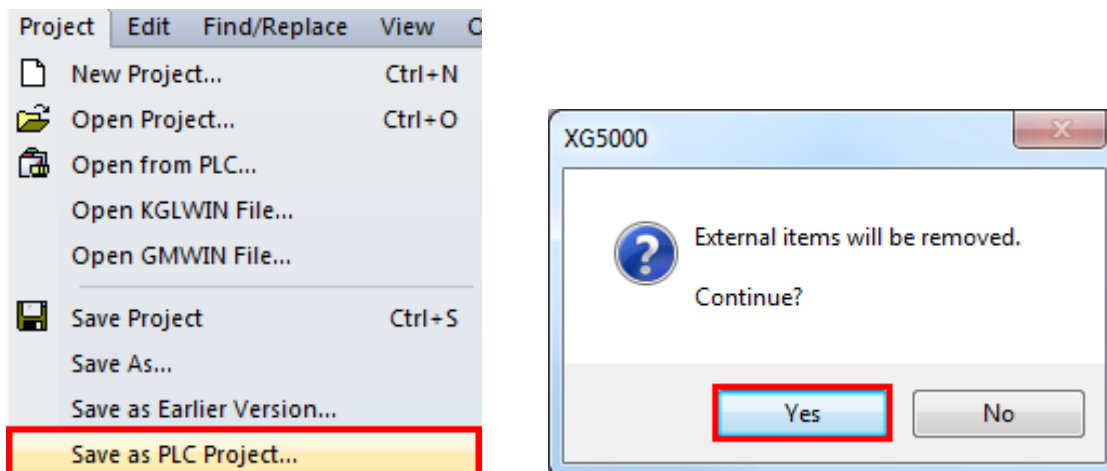 Project Edit Find/Replace View
New Project... Ctrl+N
Open Project... Ctrl+O
Open from PLC...
Open KGLWIN File...
Open GMWIN File...
Save Project Ctrl+S
Save As...
Save as Earlier Version...
Save as PLC Project...
XG5000
External items will be removed.
Continue?
Yes No